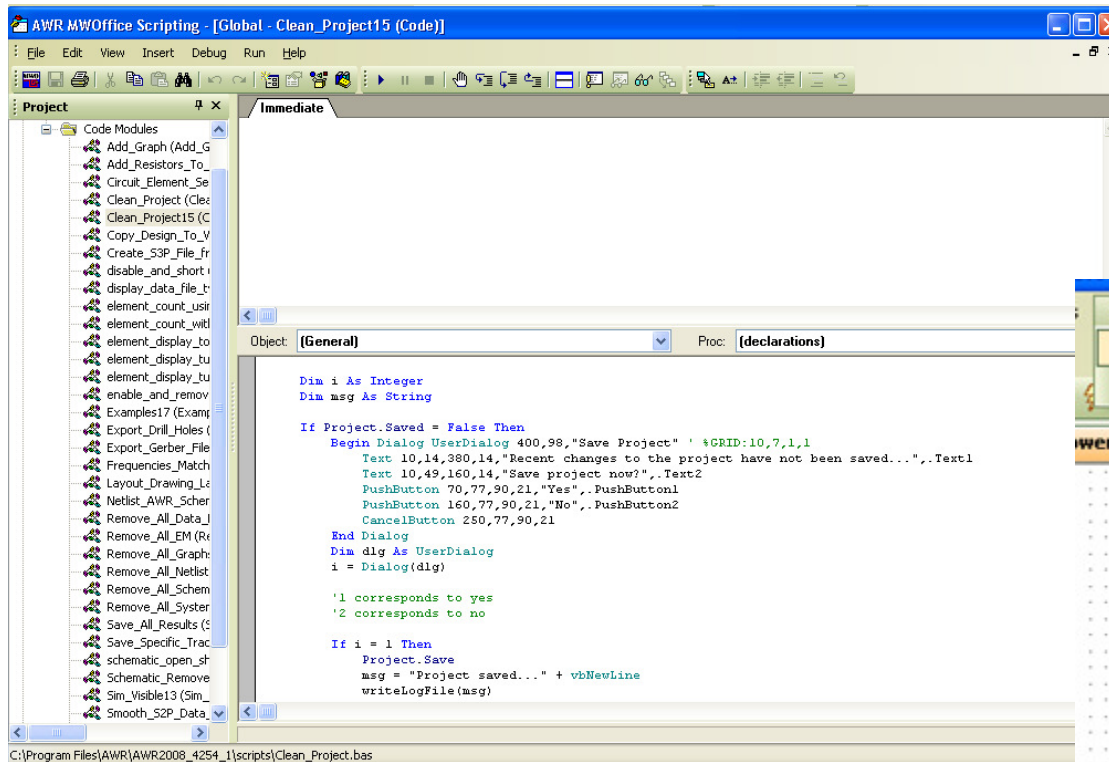 AWR MWOffice Scripting - [Global - Clean_Project15 (Code)]
File Edit View Insert Debug Run Help
Project
Code Modules
Add_Graph (Add_G
Add_Resistors_To_
Circuit_Element_Se
Clean_Project (Clea
Clean_Project15 (C
Copy_Design_To_V
Create_S3P_File_fr
disable_and_short
display_data_file_t
element_count_usin
element_count_witl
element_display_to
element_display_tu
element_display_tu
enable_and_remov
Examples17 (Examp
Export_Drill_Holes (
Export_Gerber_File
Frequencies_Match
Layout_Drawing_La
Netlist_AWR_Scher
Remove_All_Data_
Remove_All_EM (Re
Remove_All_Graph
Remove_All_Netlist
Remove_All_Schem
Remove_All_System
Save_All_Results (S
Save_Specific_Trac
schematic_open_sh
Schematic_Remove
Sim_Visible13 (Sim_
Smooth_S2P_Data_
Immediate
Object: (General) Proc: (declarations)
Dim i As Integer
Dim msg As String
If Project.Saved = False Then
Begin Dialog UserDialog 400,98,"Save Project" ' %GRID:10,7,1,1
Text 10,14,380,14,"Recent changes to the project have not been saved...",.Text1
Text 10,49,160,14,"Save project now?",.Text2
PushButton 70,77,90,21,"Yes",.PushButton1
PushButton 160,77,90,21,"No",.PushButton2
CancelButton 250,77,90,21
End Dialog
Dim dlg As UserDialog
i = Dialog(dlg)
'1 corresponds to yes
'2 corresponds to no
If i = 1 Then
Project.Save
msg = "Project saved..." + vbNewLine
writeLogFile(msg)
C:\Program Files\AWR\AWR2008_4254_1\scripts\Clean_Project.bas
wer